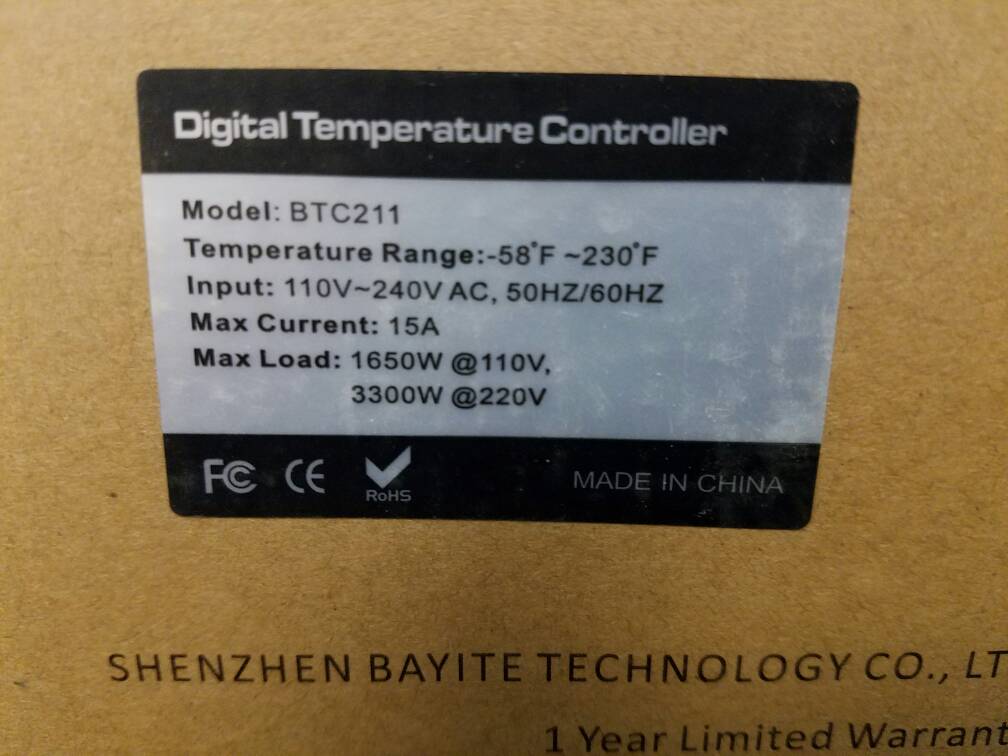 Digital Temperature Controller
Model: BTC211
Temperature Range:-58°F ~230°F
Input: 110V~240V AC, 50HZ/60HZ
Max Current: 15A
Max Load: 1650W @110V,
3300W @220V
FC CE RoHS MADE IN CHINA
SHENZHEN BAYITE TECHNOLOGY CO., LT
1 Year Limited Warrant